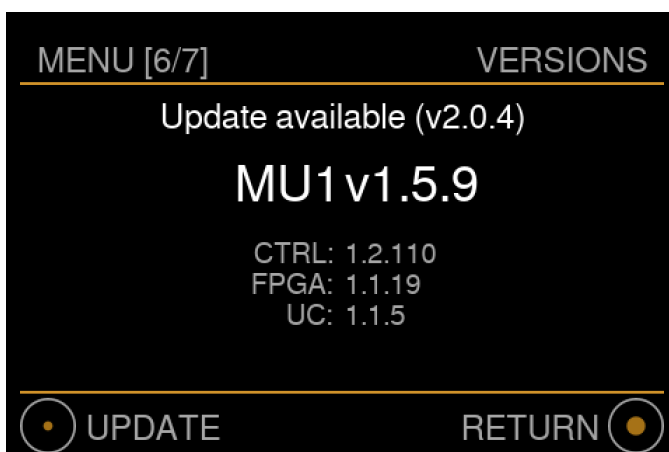 MENU [6/7] VERSIONS
Update available (v2.0.4)
MU1 v1.5.9
CTRL: 1.2.110
FPGA: 1.1.19
UC: 1.1.5
UPDATE RETURN